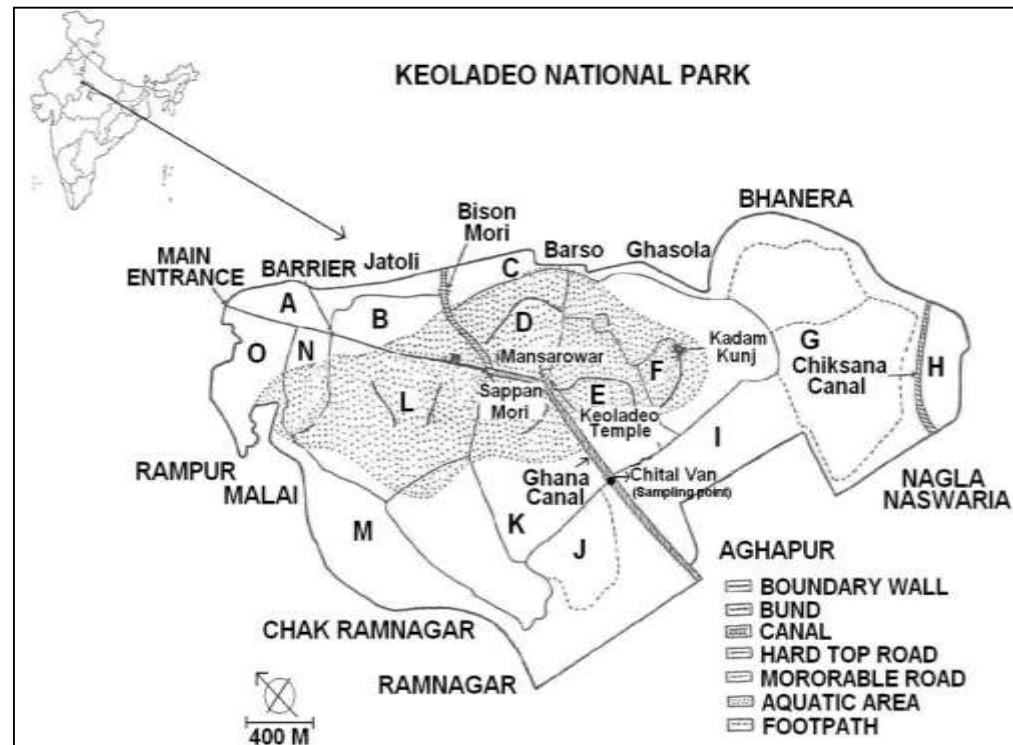 KEOLADEO NATIONAL PARK
BHANERA
Bison
Mori
Barso
Ghasola
MAIN
ENTRANCE
BARRIER
Jatoli
C
A
B
D
O
N
Mansarowar
Kadam
Kunj
F
G
Chiksana
Canal
H
L
Sappan
Mori
E
Keoladeo
Temple
I
RAMPUR
MALAI
Ghana
Canal
Chital Van
(Sampling point)
NAGLA
NASWARIA
M
K
J
AGHAPUR
CHAK RAMNAGAR
RAMNAGAR
BOUNDARY WALL
BUND
CANAL
HARD TOP ROAD
MORORABLE ROAD
AQUATIC AREA
FOOTPATH
400 M